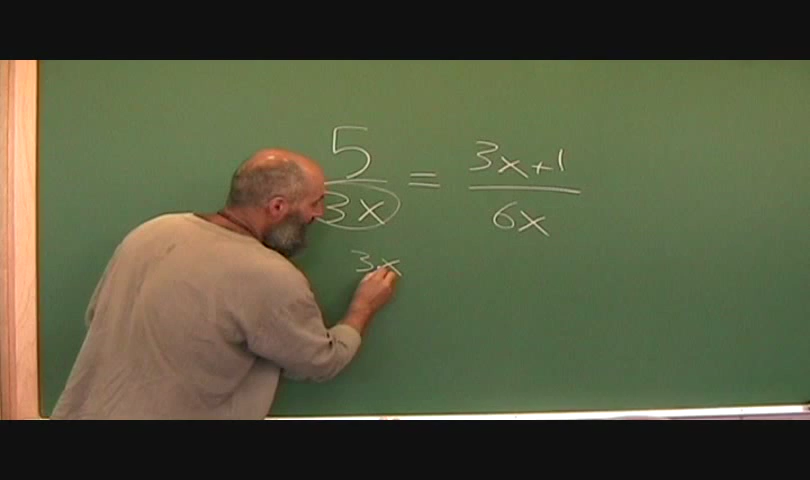 5 = 3x+1
3x 6x
3x